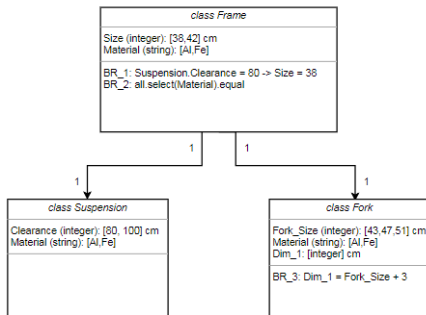 class Frame
Size (integer): [38,42] cm
Material (string): [Al,Fe]
BR_1: Suspension.Clearance = 80 -> Size = 38
BR_2: all.select(Material).equal
1
1
1
1
class Suspension
Clearance (integer): [80, 100] cm
Material (string): [Al,Fe]
class Fork
Fork_Size (integer): [43,47,51] cm
Material (string): [Al,Fe]
Dim_1: [integer] cm
BR_3: Dim_1 = Fork_Size + 3